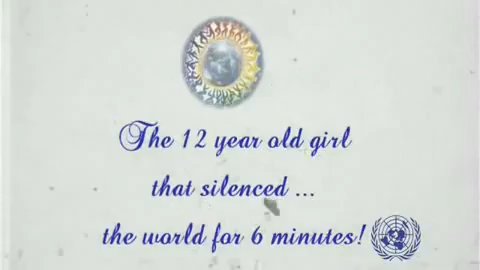 The 12 year old girl
that silenced ...
the world for 6 minutes!